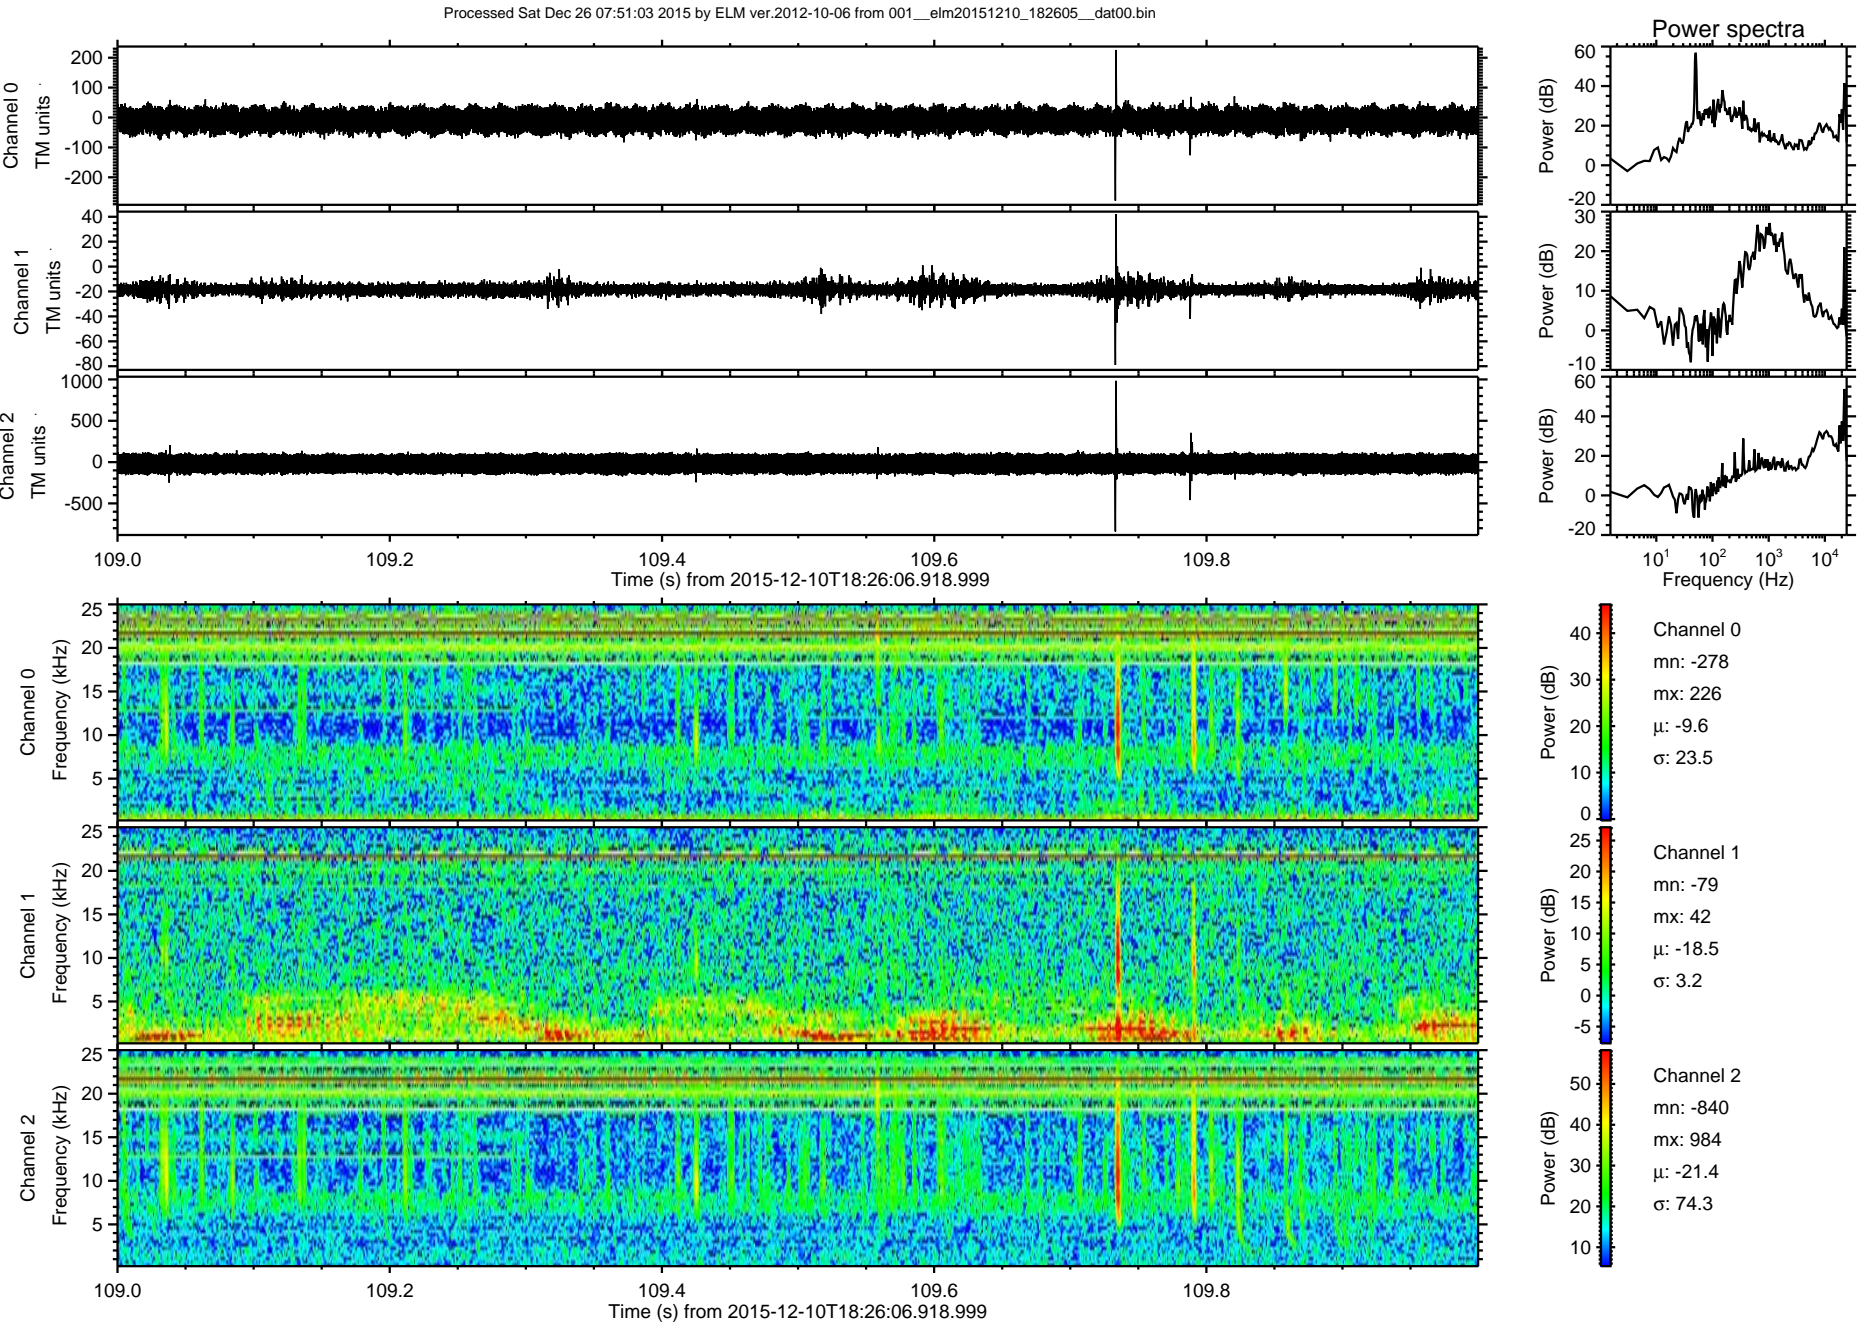 Processed Sat Dec 26 07:51:03 2015 by ELM ver.2012-10-06 from 001__elm20151210_182605__dat00.bin
Power spectra
Channel 0
TM units
200
100
0
-100
-200
Power (dB)
60
40
20
0
-20
Channel 1
TM units
40
20
0
-20
-40
-60
-80
Power (dB)
30
20
10
0
-10
Channel 2
TM units
1000
500
0
-500
Power (dB)
60
40
20
0
-20
109.0 109.2 109.4 109.6 109.8
Time (s) from 2015-12-10T18:26:06.918.999
10¹ 10² 10³ 10⁴
Frequency (Hz)
Channel 0
Frequency (kHz)
25
20
15
10
5
Power (dB)
40
30
20
10
0
Channel 0
mn: -278
mx: 226
μ: -9.6
σ: 23.5
Channel 1
Frequency (kHz)
25
20
15
10
5
Power (dB)
25
20
15
10
5
0
-5
Channel 1
mn: -79
mx: 42
μ: -18.5
σ: 3.2
Channel 2
Frequency (kHz)
25
20
15
10
5
Power (dB)
50
40
30
20
10
Channel 2
mn: -840
mx: 984
μ: -21.4
σ: 74.3
109.0 109.2 109.4 109.6 109.8
Time (s) from 2015-12-10T18:26:06.918.999